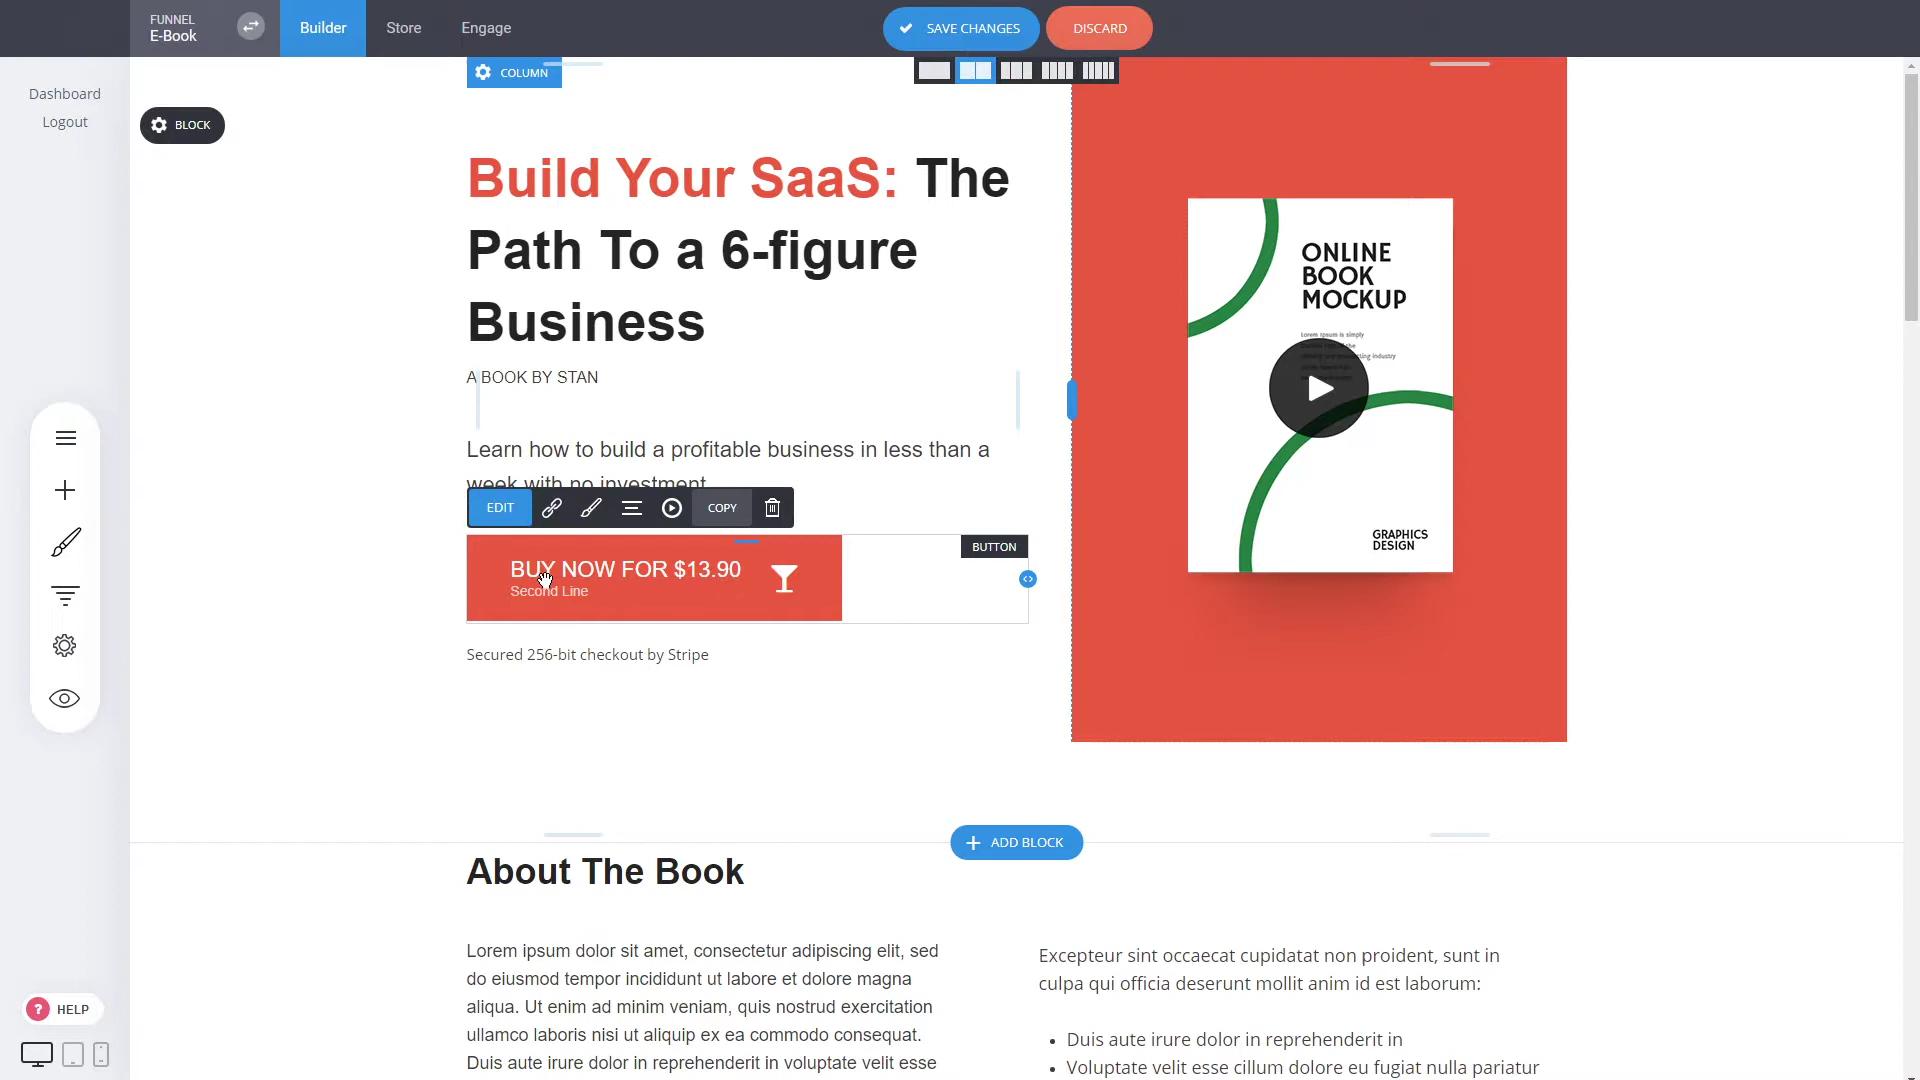 FUNNEL
E-Book
Builder
Store
Engage
SAVE CHANGES
DISCARD
Dashboard
Logout
COLUMN
BLOCK
Build Your SaaS: The
Path To a 6-figure
Business
A BOOK BY STAN
Learn how to build a profitable business in less than a
week with no investment
EDIT
COPY
BUTTON
BUY NOW FOR $13.90
Second Line
Secured 256-bit checkout by Stripe
ONLINE
BOOK
MOCKUP
Lorem Ipsum is simply
the
industry
GRAPHICS
DESIGN
ADD BLOCK
About The Book
Lorem ipsum dolor sit amet, consectetur adipiscing elit, sed
do eiusmod tempor incididunt ut labore et dolore magna
aliqua. Ut enim ad minim veniam, quis nostrud exercitation
ullamco laboris nisi ut aliquip ex ea commodo consequat.
Duis aute irure dolor in reprehenderit in voluptate velit esse
Excepteur sint occaecat cupidatat non proident, sunt in
culpa qui officia deserunt mollit anim id est laborum:
• Duis aute irure dolor in reprehenderit in
• Voluptate velit esse cillum dolore eu fugiat nulla pariatur
? HELP